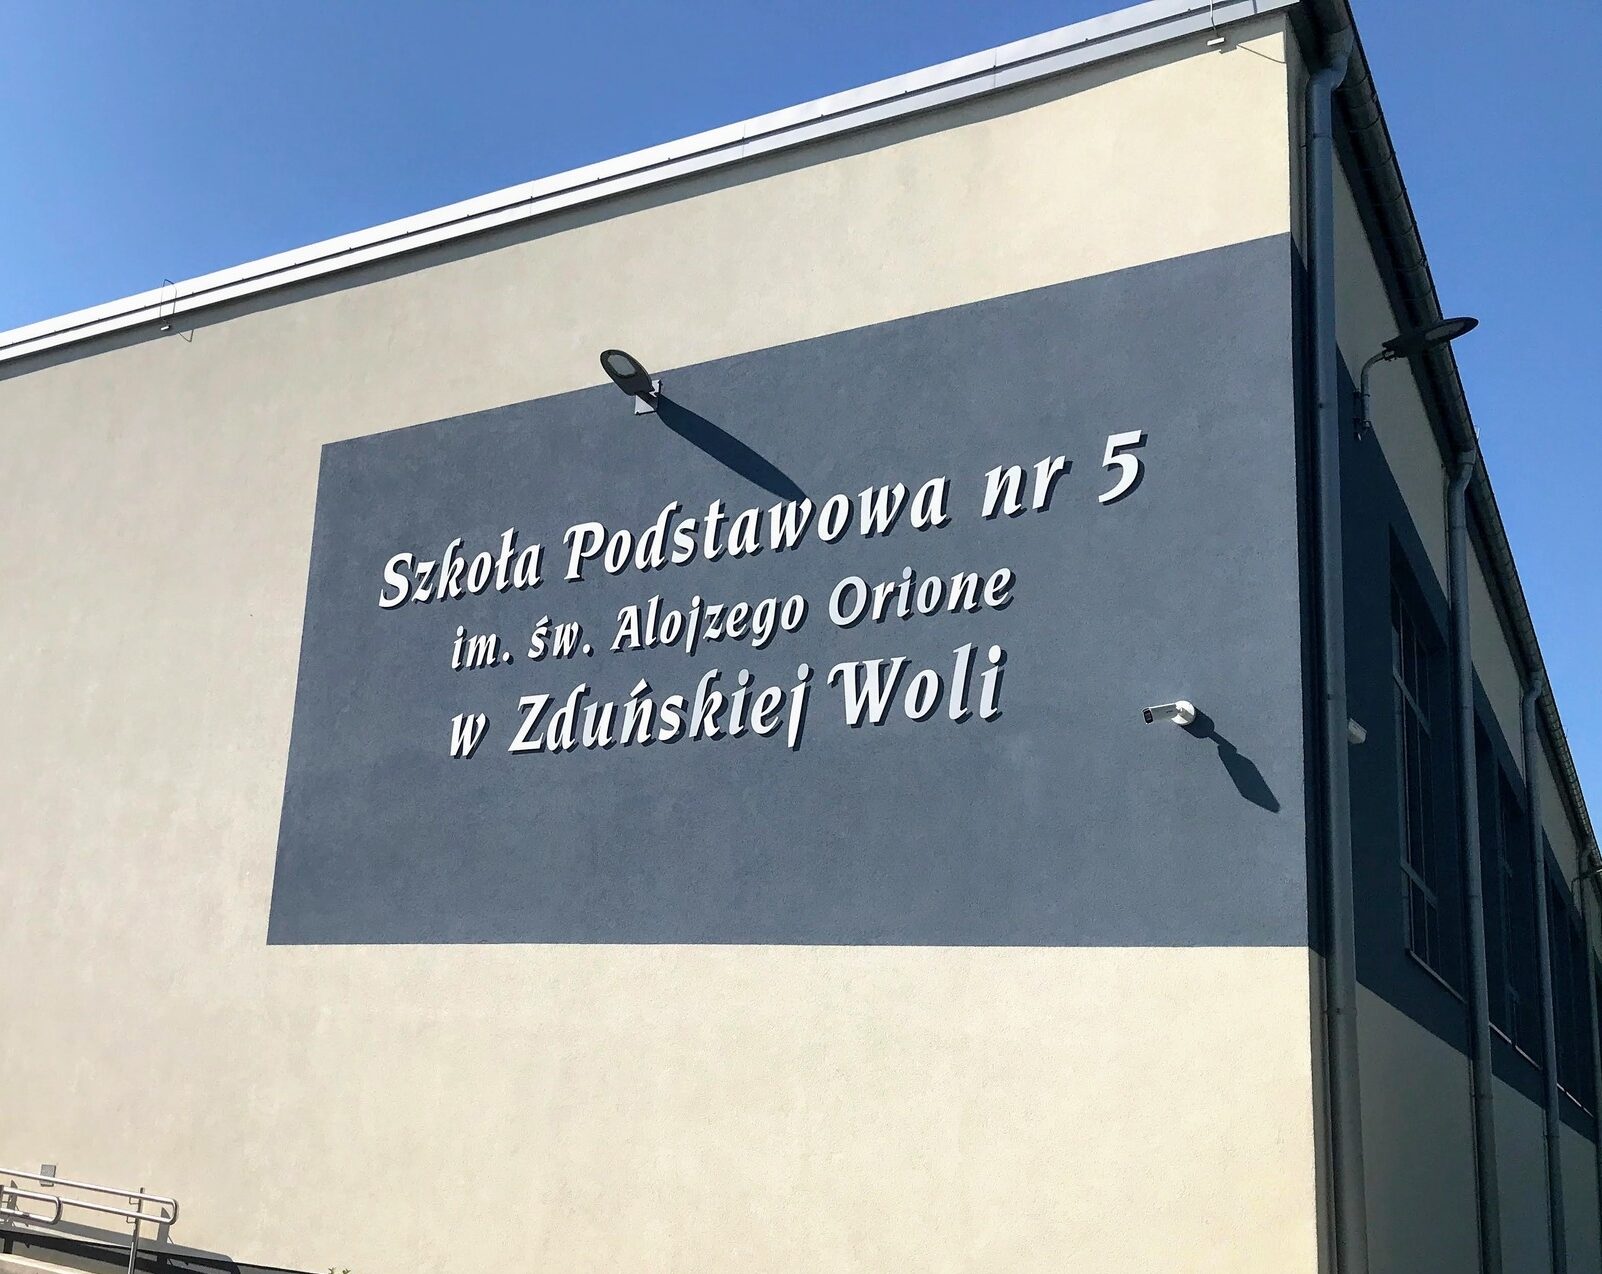 Szkoła Podstawowa nr 5
im. św. Alojzego Orione
w Zduńskiej Woli